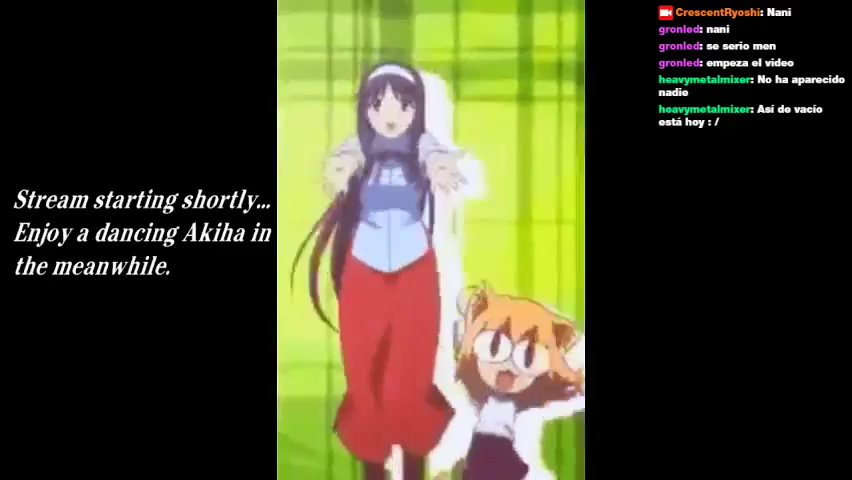 Stream starting shortly...
Enjoy a dancing Akiha in
the meanwhile.
CrescentRyoshi: Nani
gronled: nani
gronled: se serio men
gronled: empeza el video
heavymetalmixer: No ha aparecido
nadie
heavymetalmixer: Así de vacío
está hoy : /